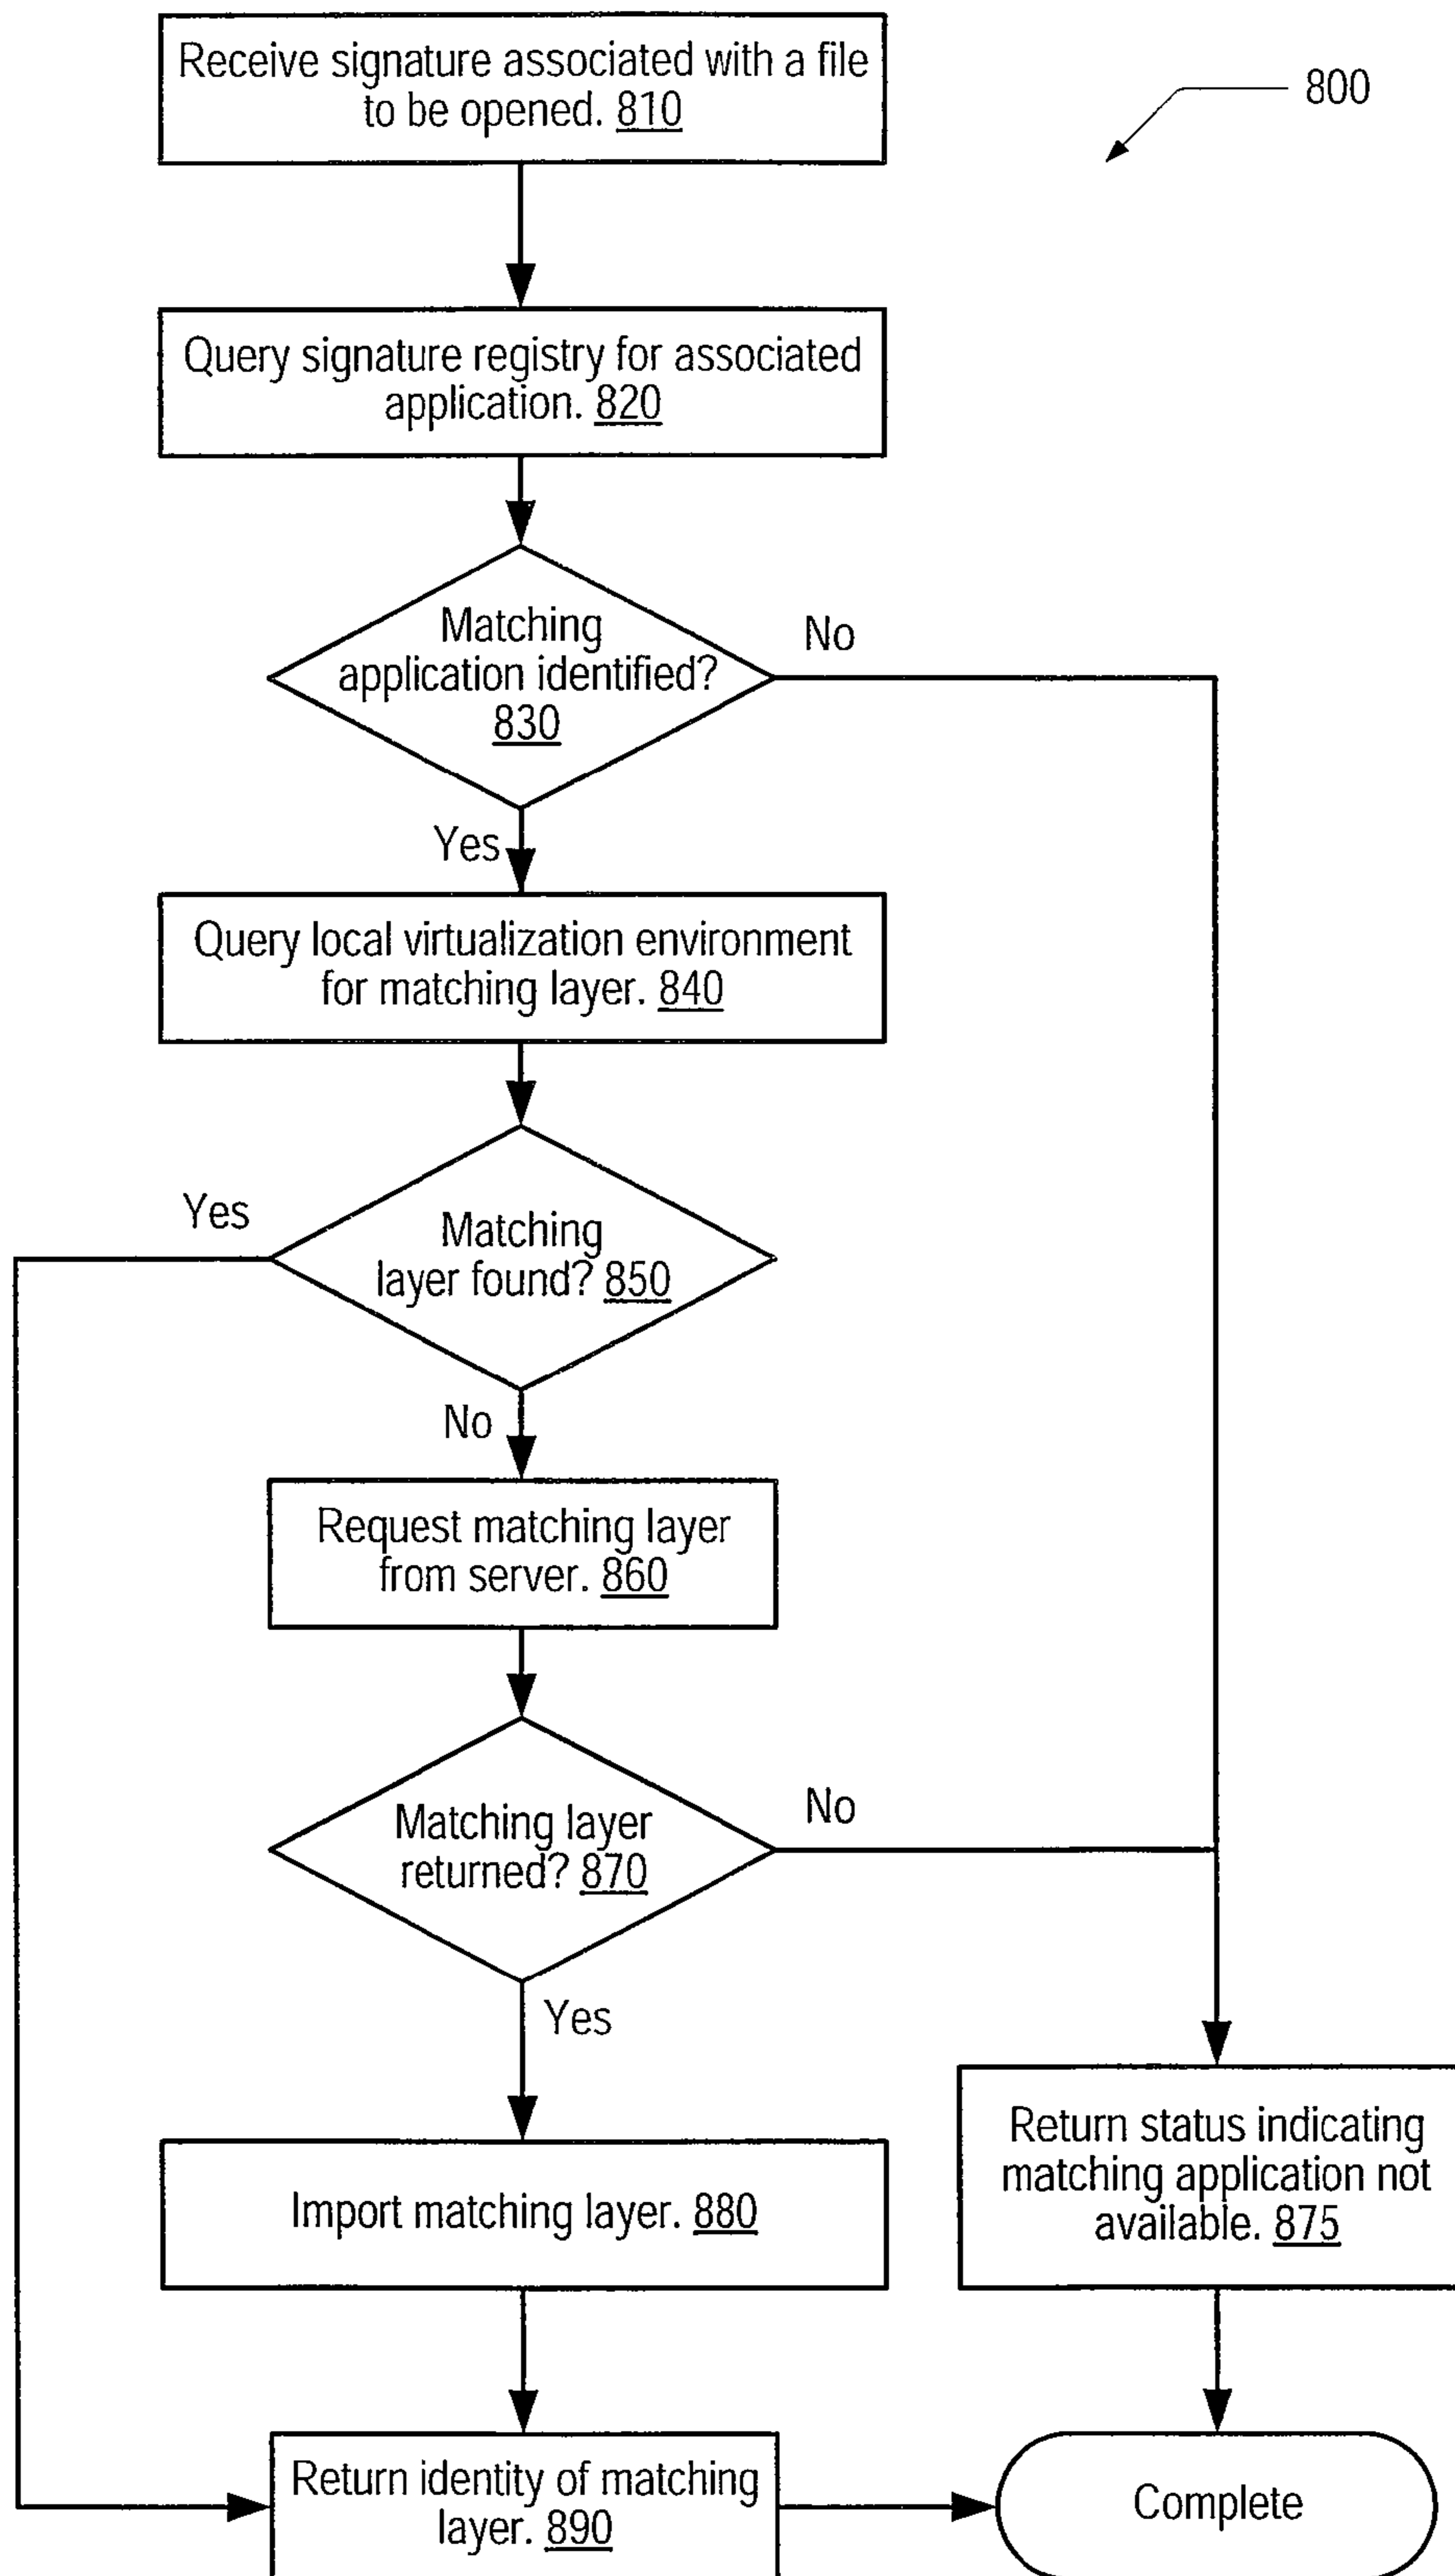 Receive signature associated with a file
to be opened. 810
800
Query signature registry for associated
application. 820
Matching
application identified?
830
No
Yes
Query local virtualization environment
for matching layer. 840
Yes
Matching
layer found? 850
No
Request matching layer
from server. 860
Matching layer
returned? 870
No
Yes
Return status indicating
matching application not
available. 875
Import matching layer. 880
Return identity of matching
layer. 890
Complete